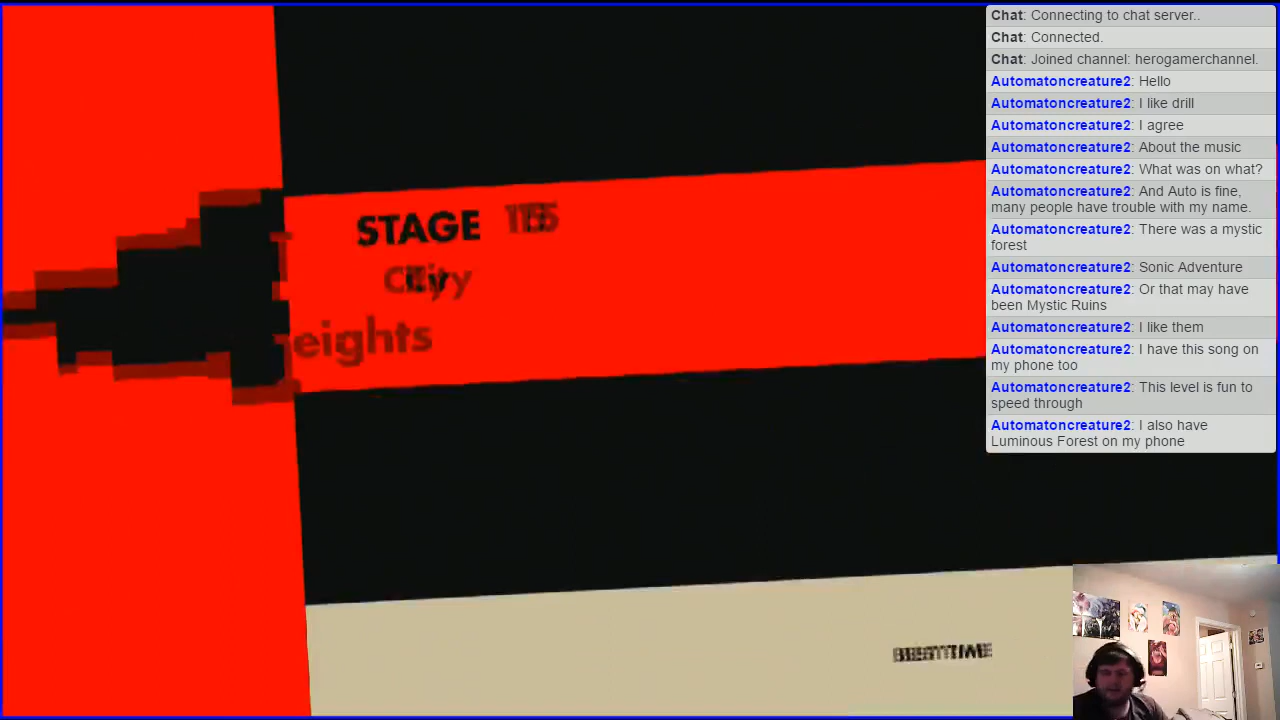 STAGE
City
eights
Chat: Connecting to chat server..
Chat: Connected.
Chat: Joined channel: herogamerchannel.
Automatoncreature2: Hello
Automatoncreature2: I like drill
Automatoncreature2: I agree
Automatoncreature2: About the music
Automatoncreature2: What was on what?
Automatoncreature2: And Auto is fine,
many people have trouble with my name.
Automatoncreature2: There was a mystic
forest
Automatoncreature2: Sonic Adventure
Automatoncreature2: Or that may have
been Mystic Ruins
Automatoncreature2: I like them
Automatoncreature2: I have this song on
my phone too
Automatoncreature2: This level is fun to
speed through
Automatoncreature2: I also have
Luminous Forest on my phone